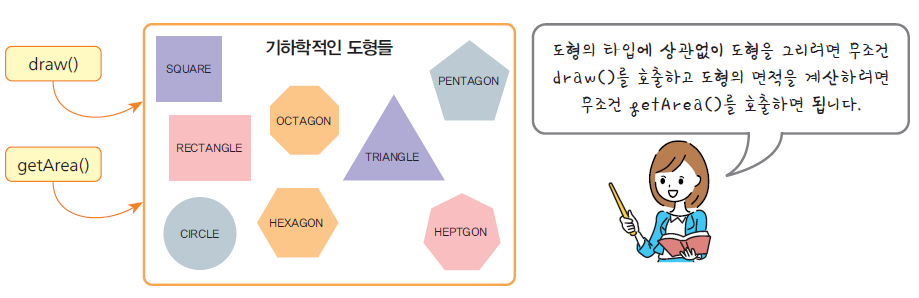 draw()
getArea()
기하학적인 도형들
SQUARE
PENTAGON
OCTAGON
RECTANGLE
TRIANGLE
HEXAGON
CIRCLE
HEPTGON
도형의 타입에 상관없이 도형을 그리려면 무조건
draw()를 호출하고 도형의 면적을 계산하려면
무조건 getArea()를 호출하면 됩니다.